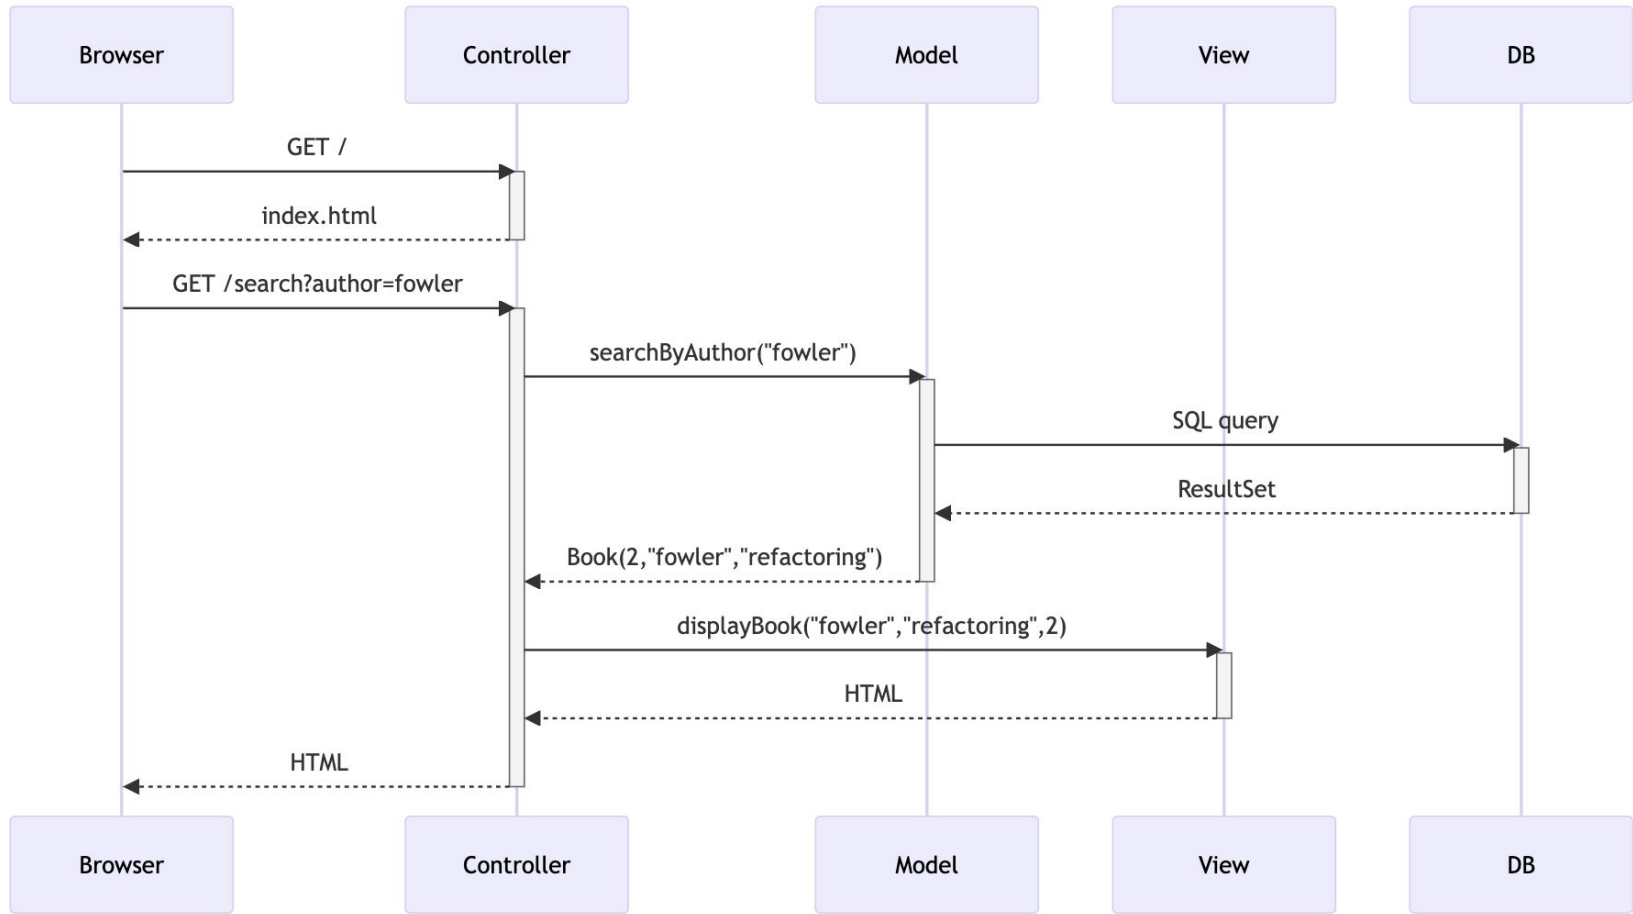 Browser
Controller
Model
View
DB
GET /
index.html
GET /search?author=fowler
searchByAuthor("fowler")
SQL query
ResultSet
Book(2,"fowler","refactoring")
displayBook("fowler","refactoring",2)
HTML
HTML
Browser
Controller
Model
View
DB